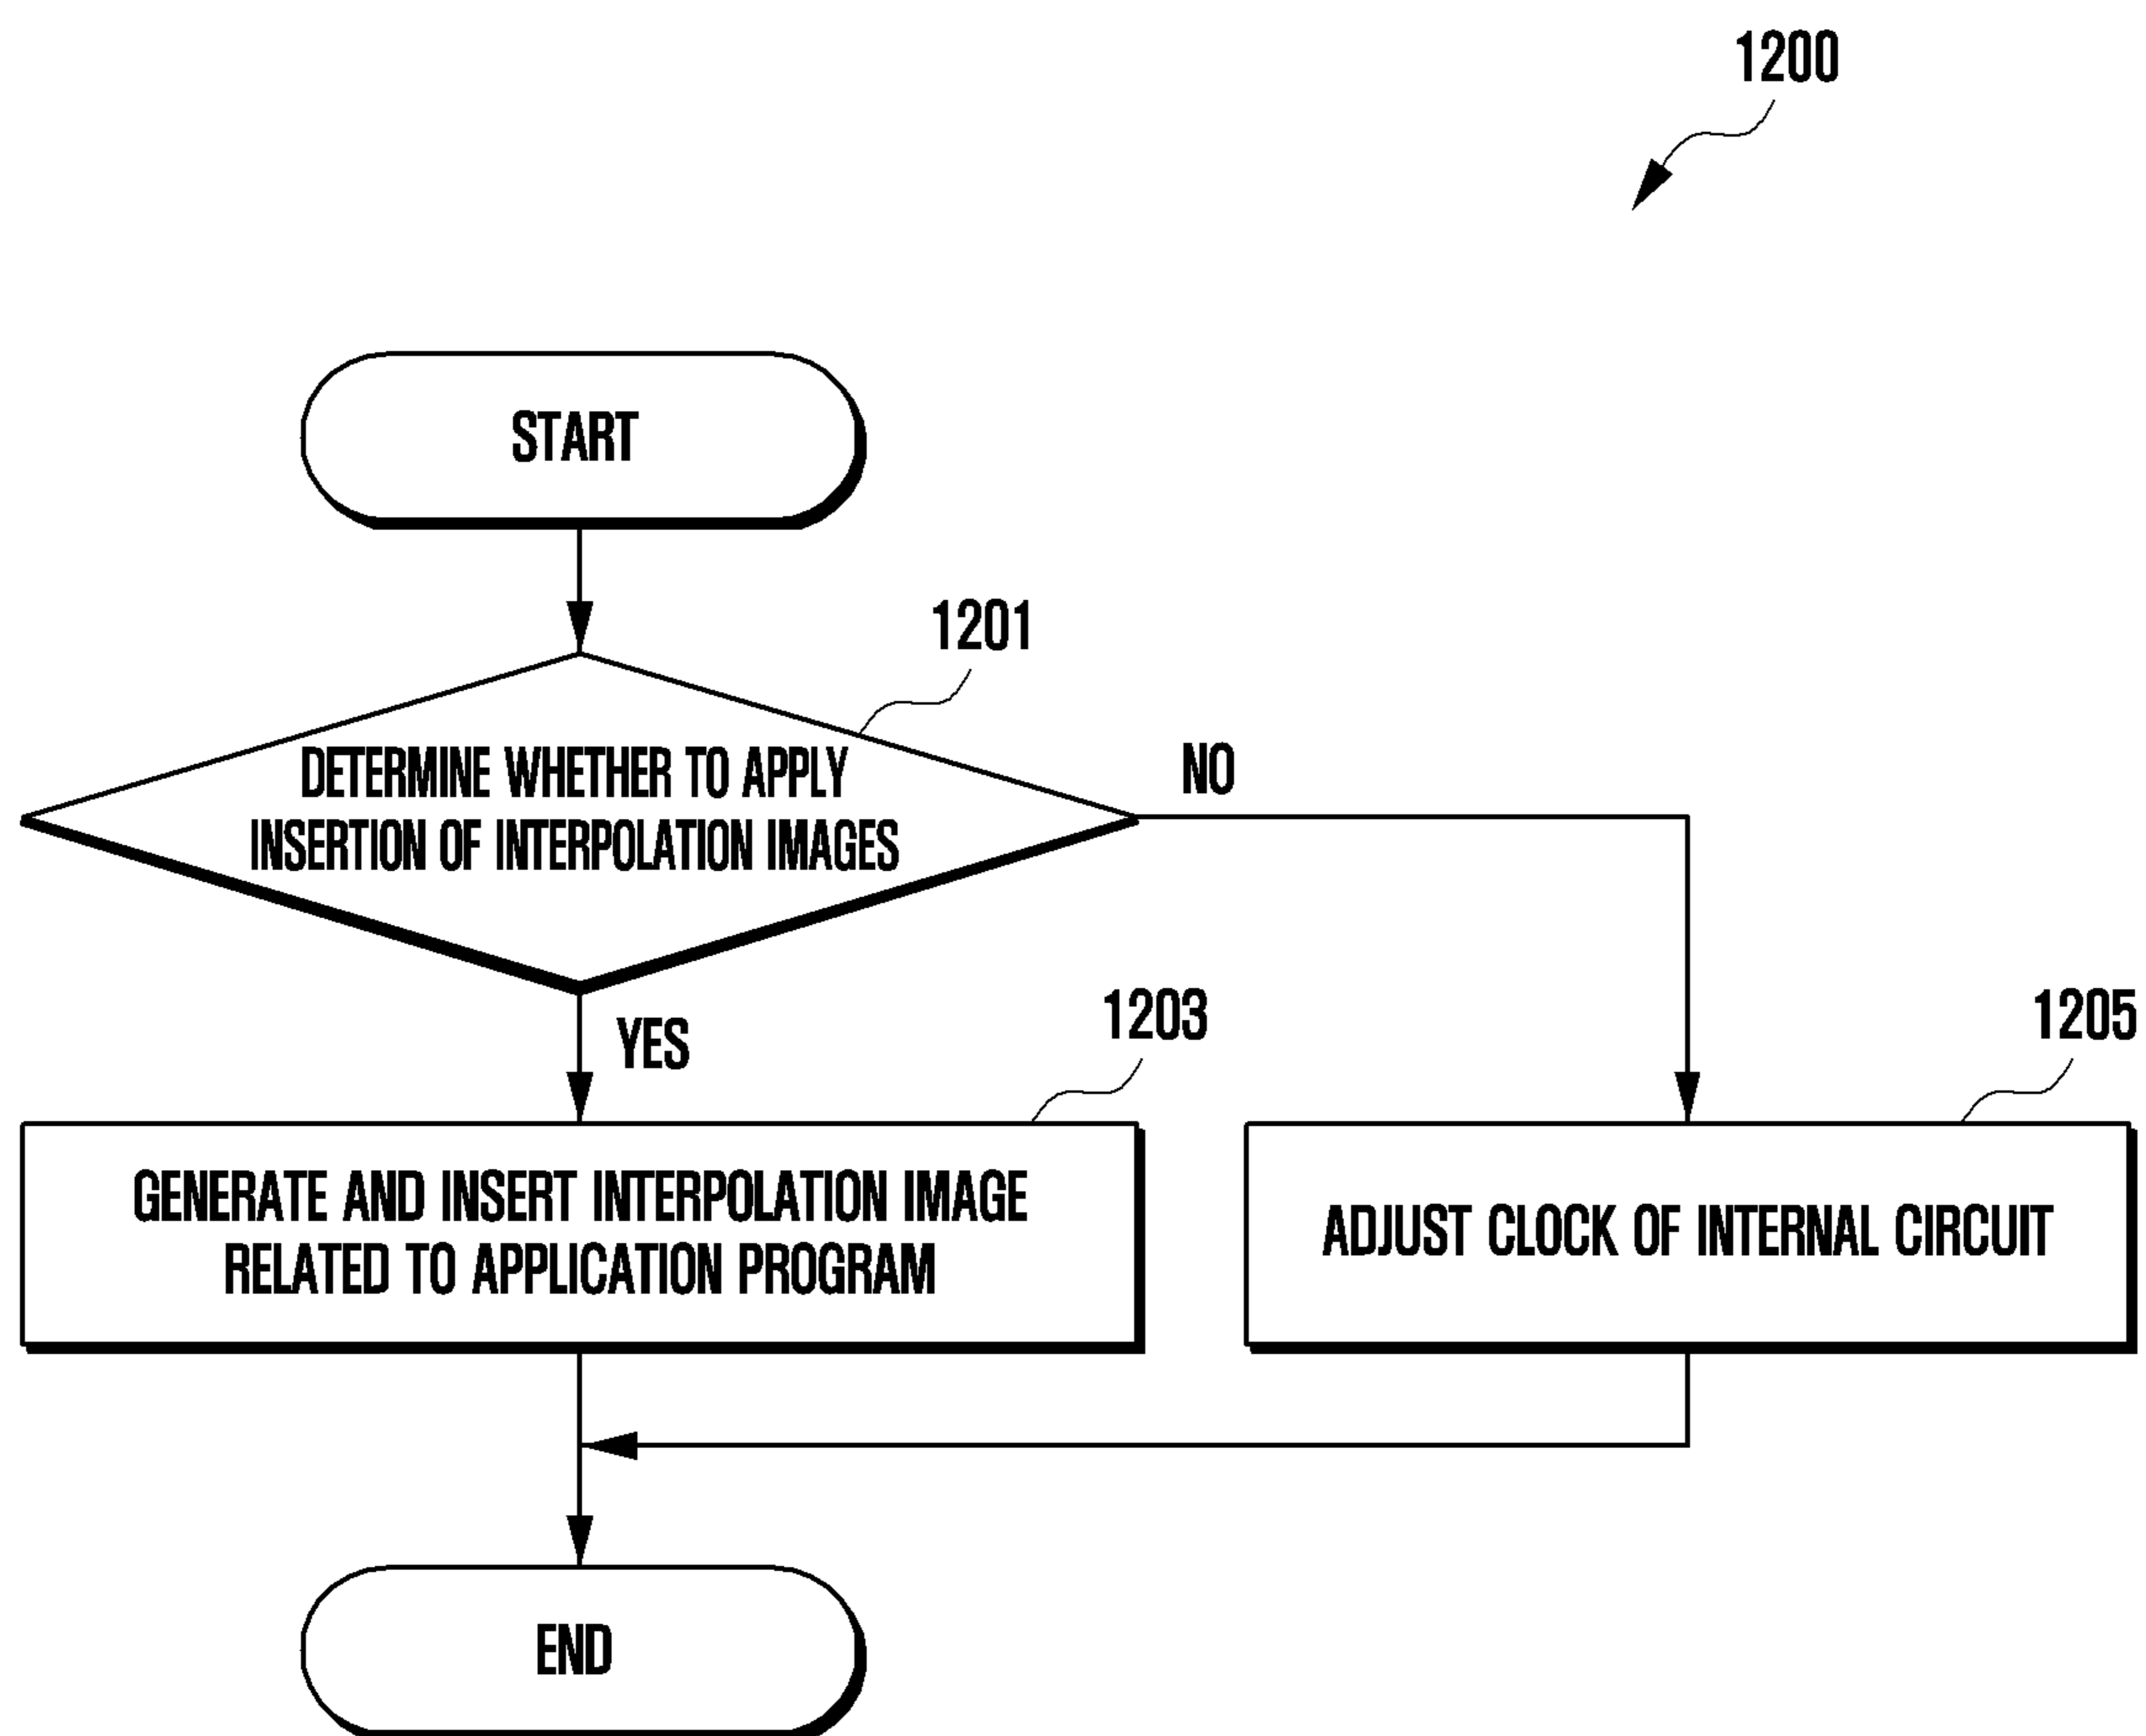 1200
START
1201
DETERMINE WHETHER TO APPLY
INSERTION OF INTERPOLATION IMAGES
NO
YES
1203
1205
GENERATE AND INSERT INTERPOLATION IMAGE
RELATED TO APPLICATION PROGRAM
ADJUST CLOCK OF INTERNAL CIRCUIT
END